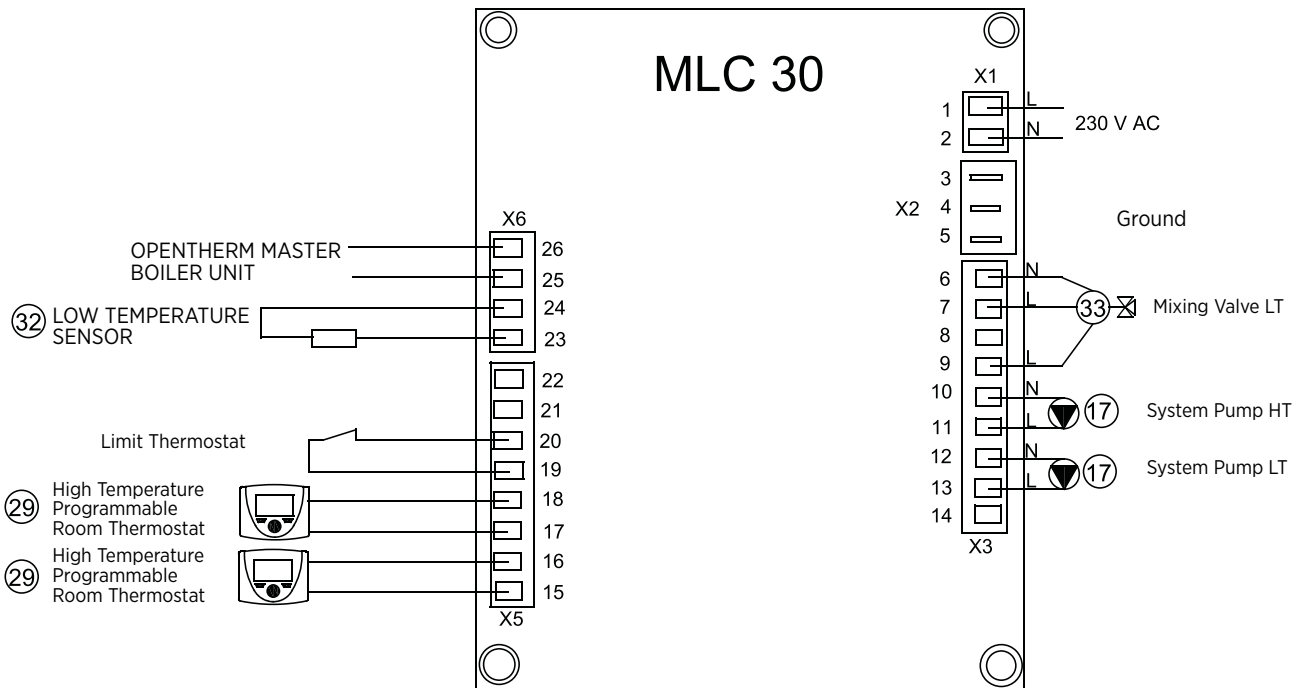 MLC 30
X1
1
L
230 V AC
2
N
3
X2
4
Ground
5
X6
OPENTHERM MASTER
BOILER UNIT
26
25
32
LOW TEMPERATURE
SENSOR
24
23
22
21
Limit Thermostat
20
19
29
High Temperature
Programmable
Room Thermostat
18
17
29
High Temperature
Programmable
Room Thermostat
16
15
X5
6
N
7
L
33
Mixing Valve LT
8
9
L
10
N
17
System Pump HT
11
L
12
N
17
System Pump LT
13
L
14
X3